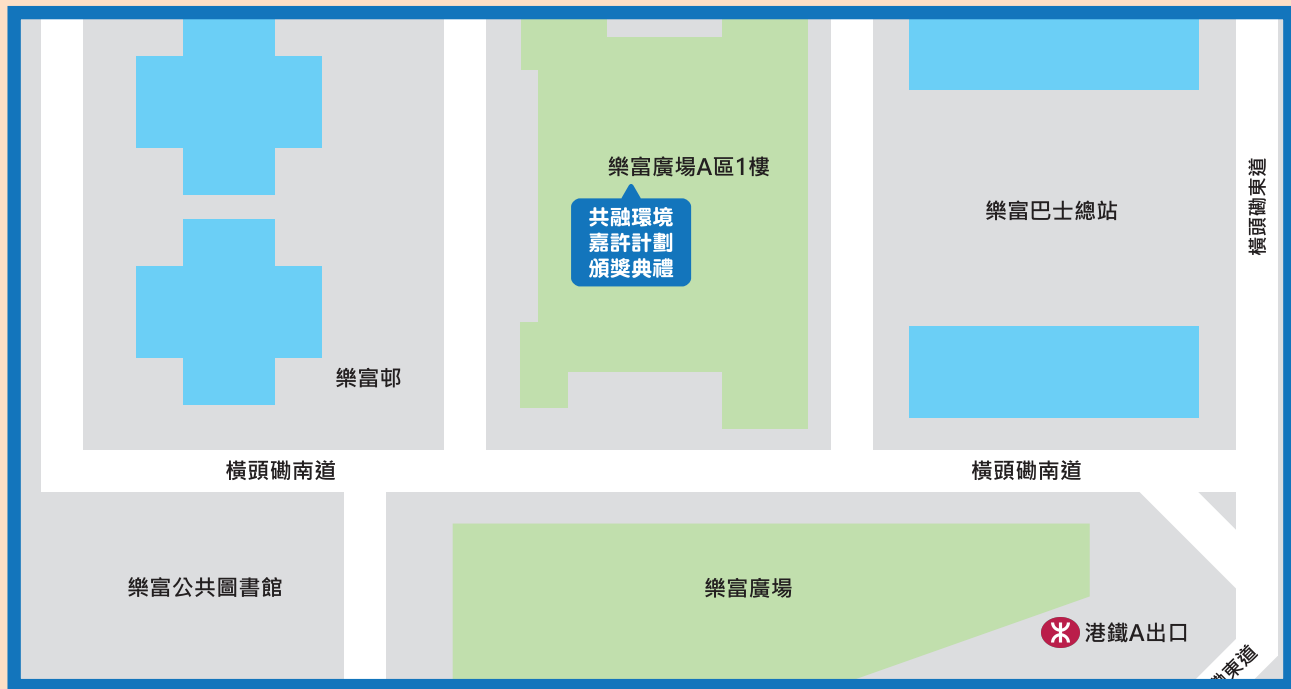 樂富廣場A區1樓
共融環境
嘉許計劃
頒獎典禮
樂富巴士總站
橫頭磡東道
樂富邨
橫頭磡南道
橫頭磡南道
樂富公共圖書館
樂富廣場
港鐵A出口
磡東道